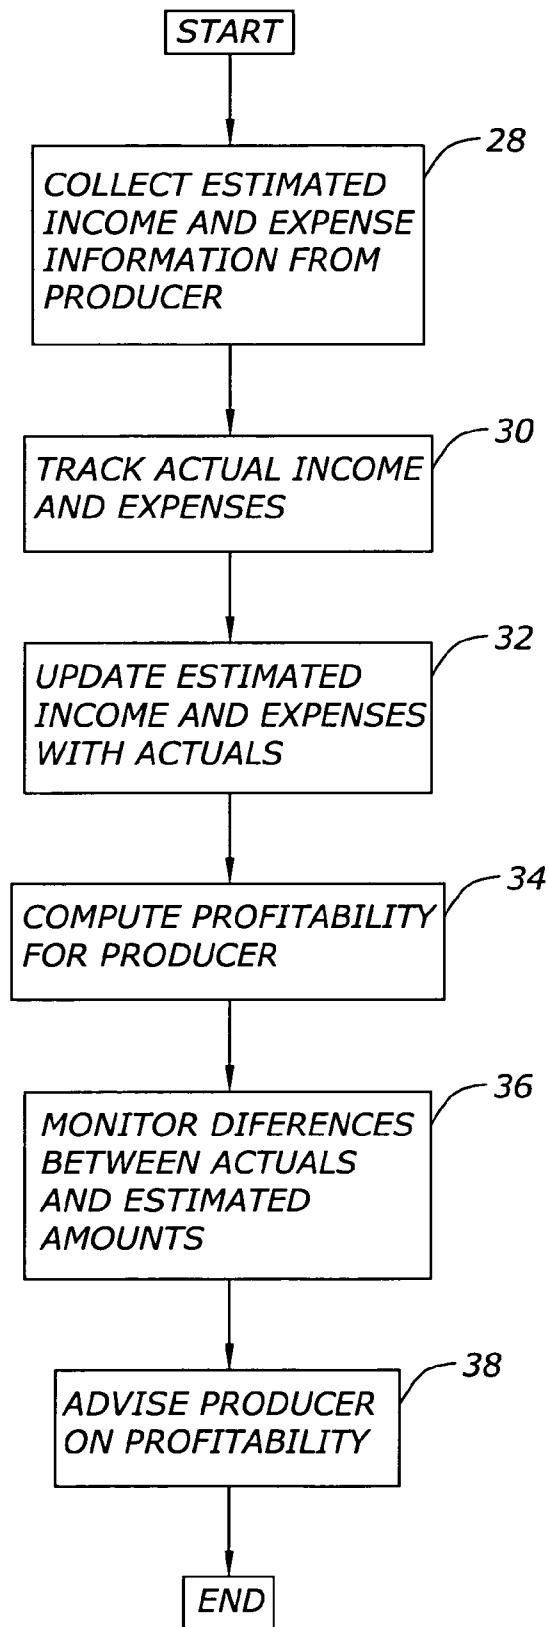 START
28
COLLECT ESTIMATED
INCOME AND EXPENSE
INFORMATION FROM
PRODUCER
30
TRACK ACTUAL INCOME
AND EXPENSES
32
UPDATE ESTIMATED
INCOME AND EXPENSES
WITH ACTUALS
34
COMPUTE PROFITABILITY
FOR PRODUCER
36
MONITOR DIFERENCES
BETWEEN ACTUALS
AND ESTIMATED
AMOUNTS
38
ADVISE PRODUCER
ON PROFITABILITY
END